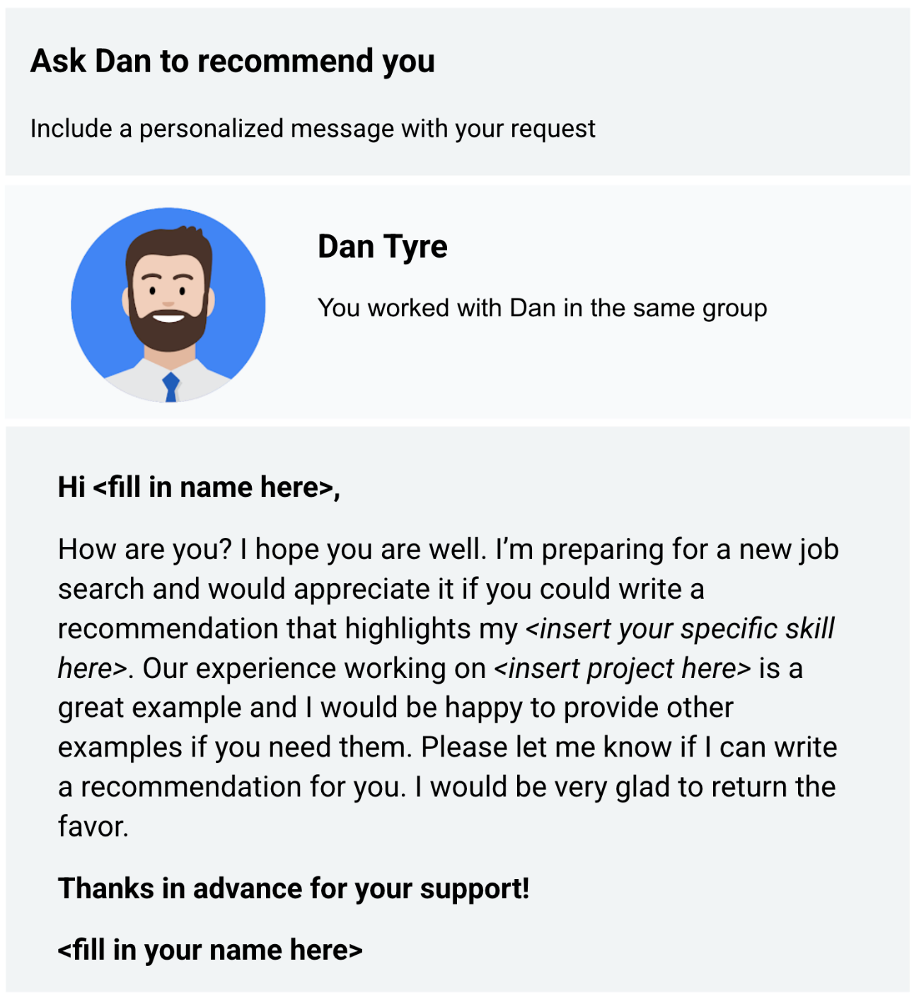 Ask Dan to recommend you
Include a personalized message with your request
Dan Tyre
You worked with Dan in the same group
Hi <fill in name here>,
How are you? I hope you are well. I’m preparing for a new job
search and would appreciate it if you could write a
recommendation that highlights my <insert your specific skill
here>. Our experience working on <insert project here> is a
great example and I would be happy to provide other
examples if you need them. Please let me know if I can write
a recommendation for you. I would be very glad to return the
favor.
Thanks in advance for your support!
<fill in your name here>